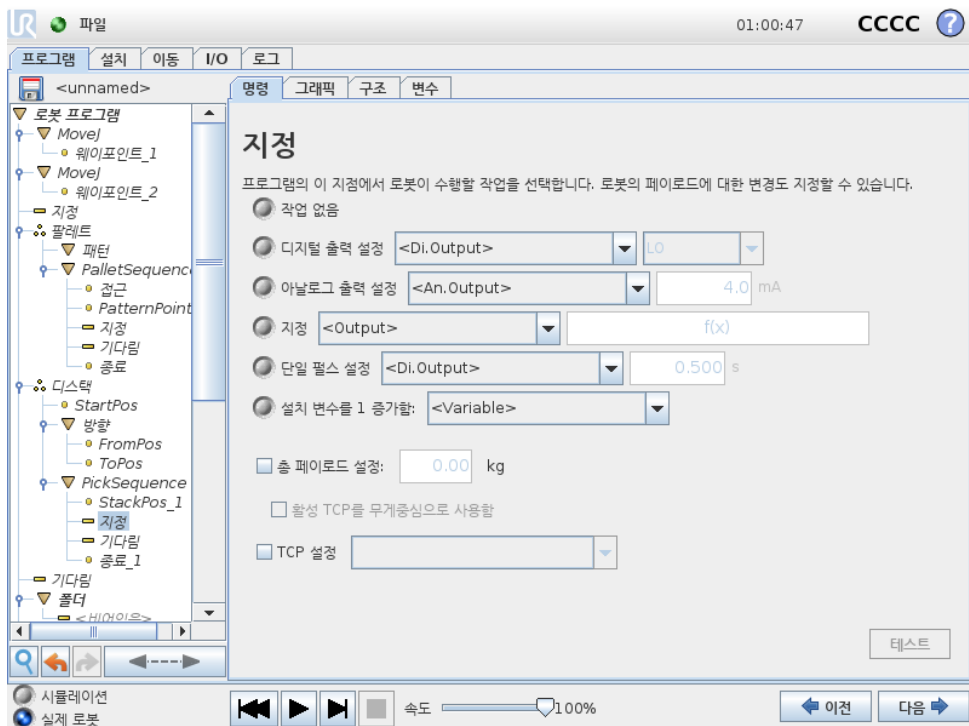 UR 파일 01:00:47 CCCC ?
프로그램 설치 이동 I/O 로그
<unnamed>
명령 그래픽 구조 변수
로봇 프로그램
MoveJ
웨이포인트_1
MoveJ
웨이포인트_2
지정
팔레트
패턴
PalletSequence
접근
PatternPoint
지정
기다림
종료
디스택
StartPos
방향
FromPos
ToPos
PickSequence
StackPos_1
지정
기다림
종료_1
기다림
폴더
<비어있음>
지정
프로그램의 이 지점에서 로봇이 수행할 작업을 선택합니다. 로봇의 페이로드에 대한 변경도 지정할 수 있습니다.
작업 없음
디지털 출력 설정 <Di.Output> LO
아날로그 출력 설정 <An.Output> 4.0 mA
지정 <Output> f(x)
단일 펄스 설정 <Di.Output> 0.500 s
설치 변수를 1 증가함: <Variable>
총 페이로드 설정: 0.00 kg
활성 TCP를 무게중심으로 사용함
TCP 설정
테스트
시뮬레이션
실제 로봇
속도 100%
이전 다음